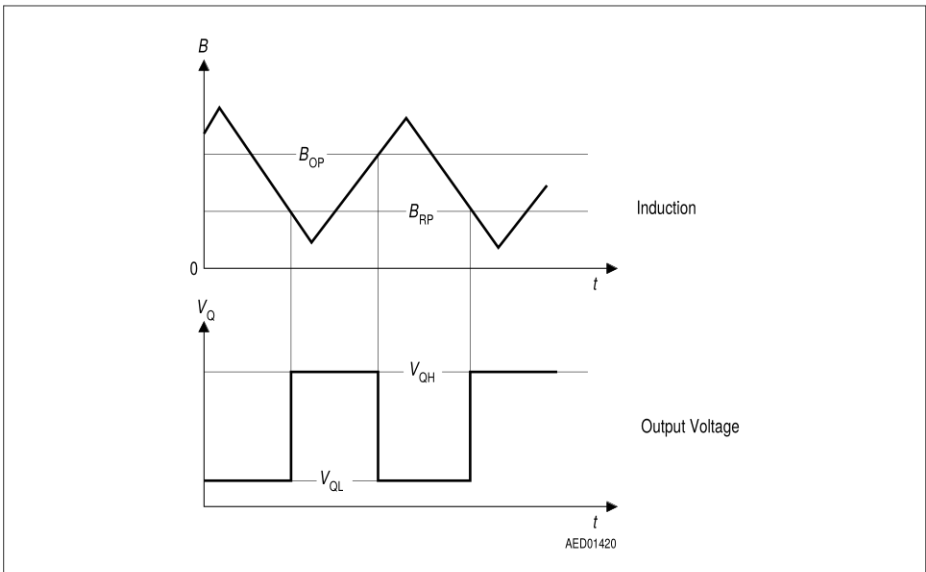 B
B_OP
B_RP
Induction
0
t
V_Q
V_QH
Output Voltage
V_QL
t
AED01420